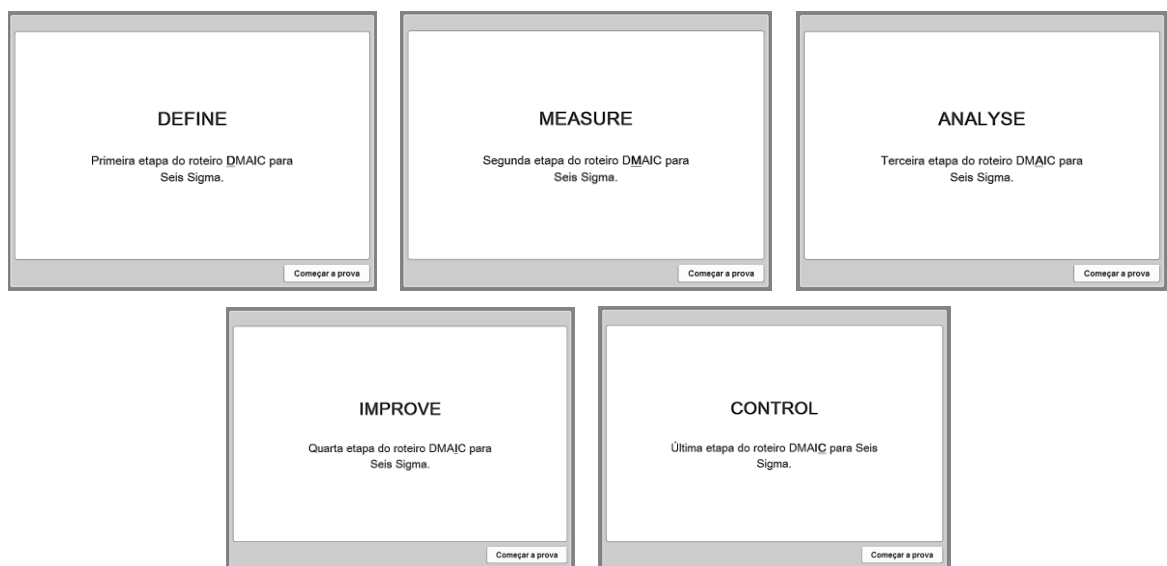 DEFINE
Primeira etapa do roteiro DMAIC para
Seis Sigma.
Começar a prova
MEASURE
Segunda etapa do roteiro DMAIC para
Seis Sigma.
Começar a prova
ANALYSE
Terceira etapa do roteiro DMAIC para
Seis Sigma.
Começar a prova
IMPROVE
Quarta etapa do roteiro DMAIC para
Seis Sigma.
Começar a prova
CONTROL
Última etapa do roteiro DMAIC para Seis
Sigma.
Começar a prova